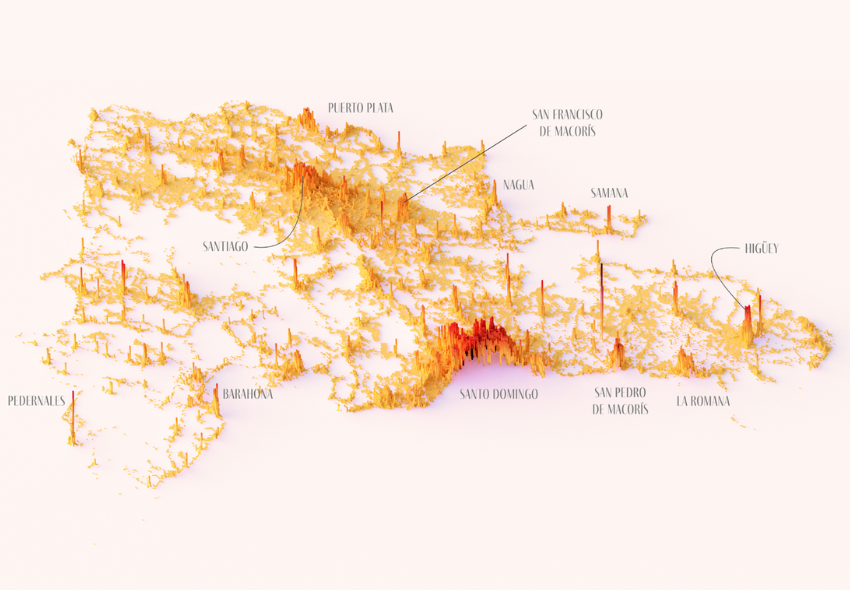 PUERTO PLATA
SAN FRANCISCO
DE MACORÍS
NAGUA
SAMANA
SANTIAGO
HIGÜEY
PEDERNALES
BARAHONA
SANTO DOMINGO
SAN PEDRO
DE MACORÍS
LA ROMANA